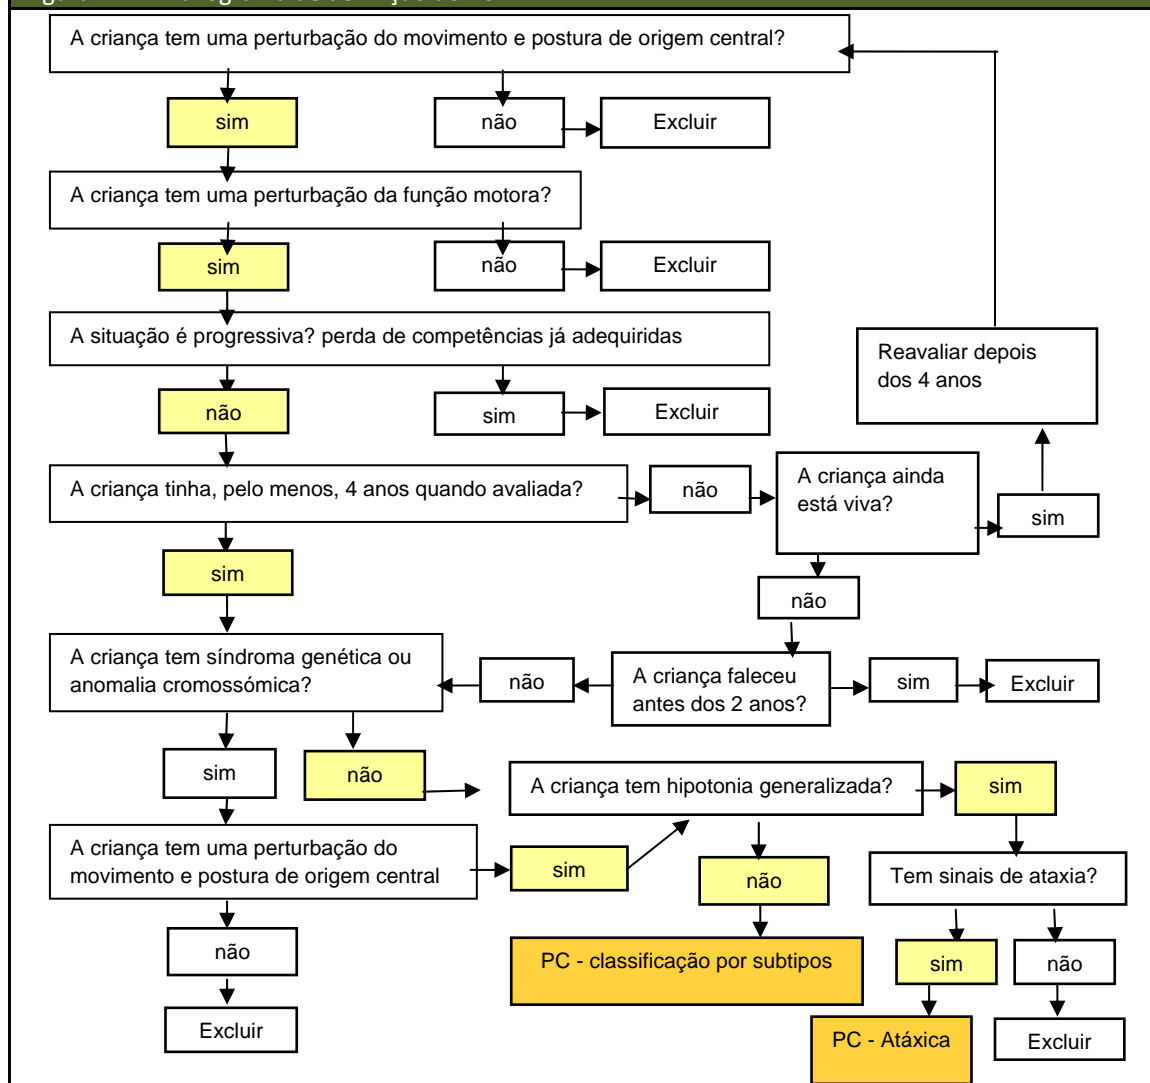 A criança tem uma perturbação do movimento e postura de origem central?
sim
não
Excluir
A criança tem uma perturbação da função motora?
sim
não
Excluir
A situação é progressiva? perda de competências já adequiridas
Reavaliar depois
dos 4 anos
não
sim
Excluir
A criança tinha, pelo menos, 4 anos quando avaliada?
não
A criança ainda
está viva?
sim
sim
não
A criança tem síndroma genética ou
anomalia cromossómica?
não
A criança faleceu
antes dos 2 anos?
sim
Excluir
sim
não
A criança tem hipotonia generalizada?
sim
A criança tem uma perturbação do
movimento e postura de origem central
sim
não
Tem sinais de ataxia?
não
PC - classificação por subtipos
sim
não
Excluir
PC - Atáxica
Excluir